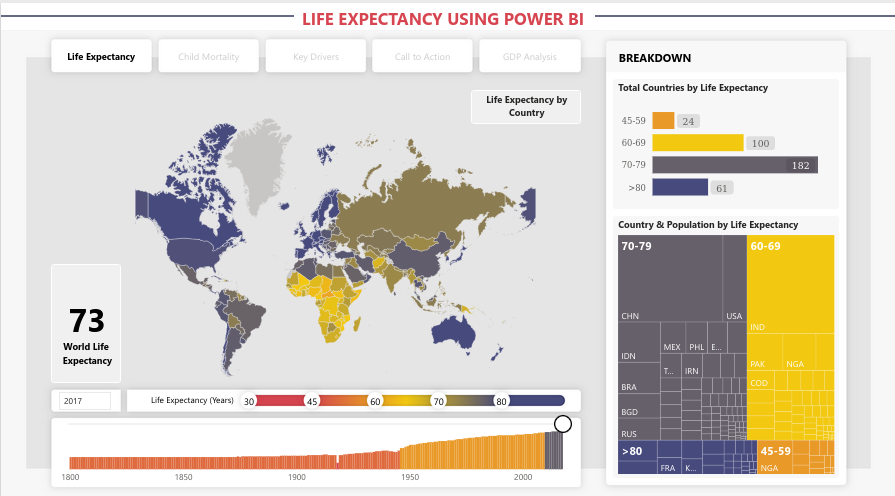 LIFE EXPECTANCY USING POWER BI
Life Expectancy
Child Mortality
Key Drivers
Call to Action
GDP Analysis
Life Expectancy by
Country
73
World Life
Expectancy
2017
Life Expectancy (Years)
30
45
60
70
80
1800
1850
1900
1950
2000
BREAKDOWN
Total Countries by Life Expectancy
45-59
24
60-69
100
70-79
182
>80
61
Country & Population by Life Expectancy
70-79
60-69
CHN
USA
IND
MEX
PHL
E...
IDN
T...
IRN
PAK
NGA
BRA
COD
BGD
RUS
>80
45-59
FRA
K...
NGA